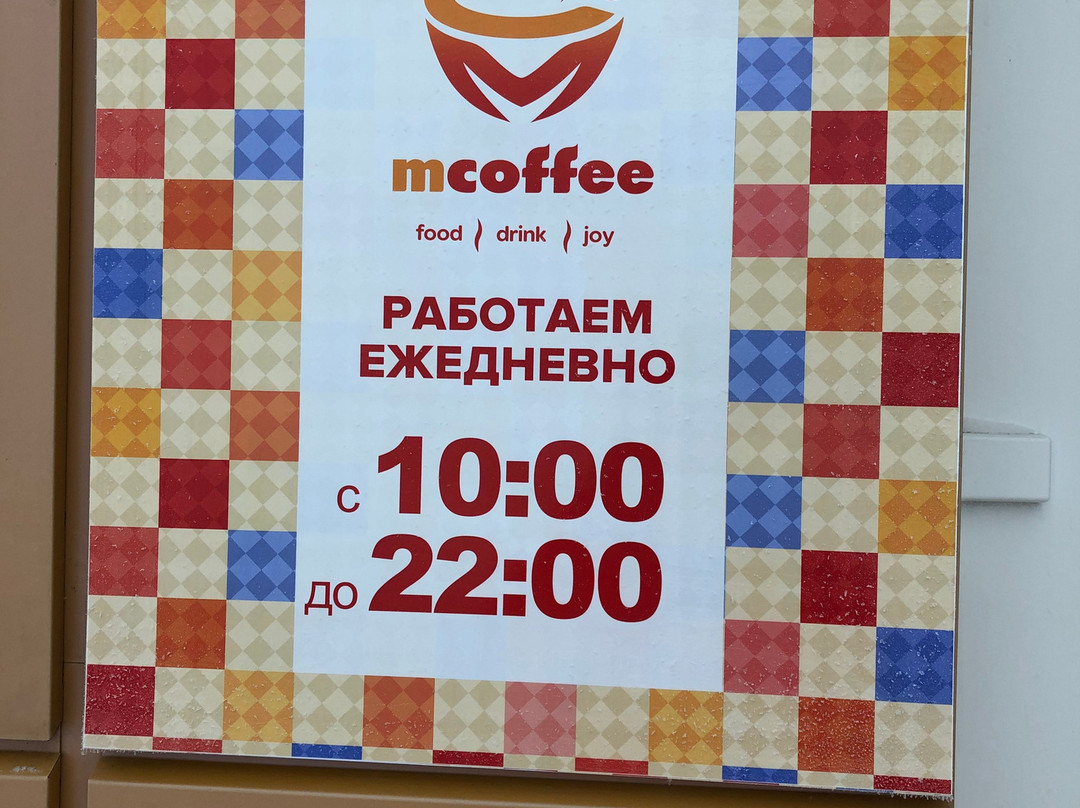 mcoffee
food drink joy
РАБОТАЕМ
ЕЖЕДНЕВНО
с 10:00
до 22:00